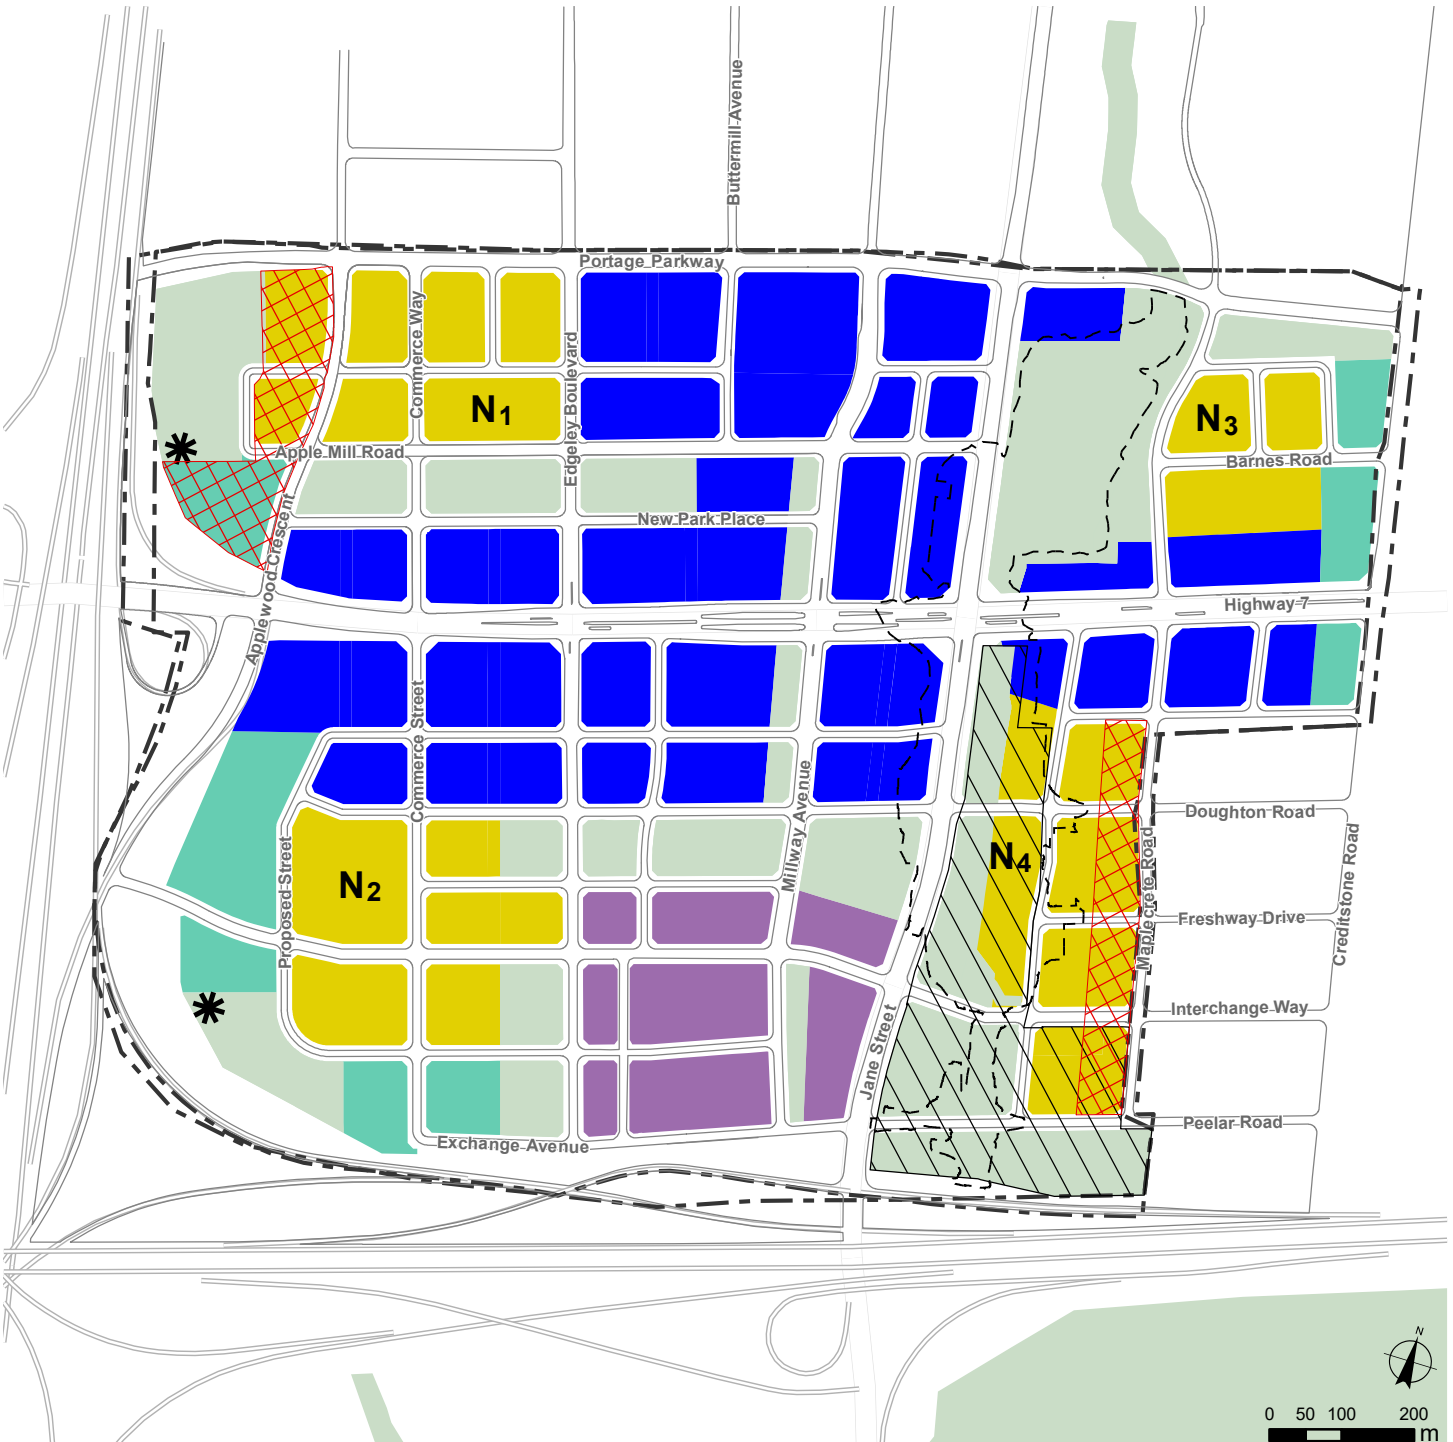 Buttermill Avenue
Portage Parkway
Commerce Way
Edgeley Boulevard
N1
N3
Apple Mill Road
Barnes Road
New Park Place
Applewood Crescent
Highway 7
Commerce Street
Millway Avenue
Doughton Road
Proposed Street
N2
N4
Maplecrete Road
Creditstone Road
Freshway Drive
Interchange Way
Jane Street
Peelar Road
Exchange Avenue
N
0 50 100 200
m